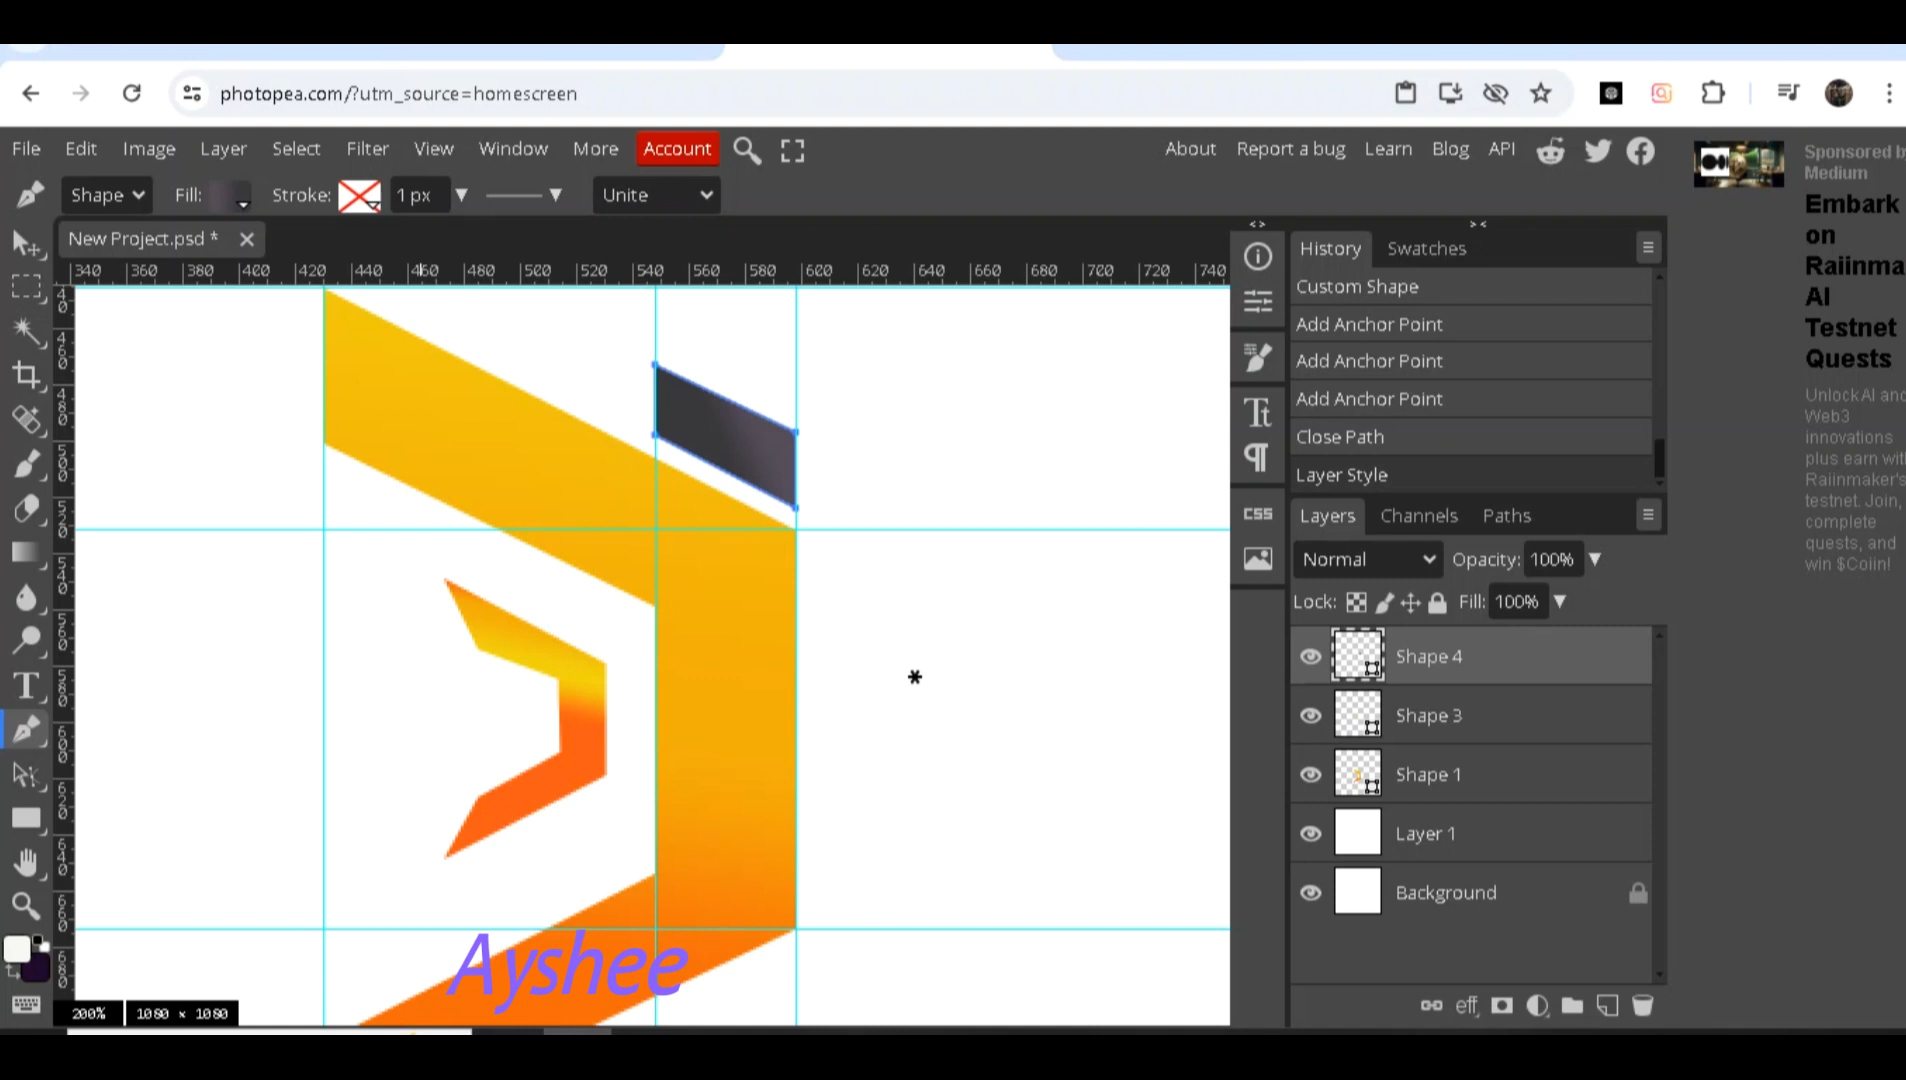 photopea.com/?utm_source=homescreen
File Edit Image Layer Select Filter View Window More Account
About Report a bug Learn Blog API
Shape Fill: Stroke: 1 px Unite
New Project.psd *
340 360 380 400 420 440 460 480 500 520 540 560 580 600 620 640 660 680 700 720 740
History Swatches
Custom Shape
Add Anchor Point
Add Anchor Point
Add Anchor Point
Close Path
Layer Style
CSS
Layers Channels Paths
Normal Opacity: 100%
Lock: Fill: 100%
Shape 4
Shape 3
Shape 1
Layer 1
Background
eff
Ayshee
200% 1080 × 1080
Sponsored by
Medium
Embark
on
Raiinma
AI
Testnet
Quests
Unlock AI and
Web3
innovations
plus earn with
Raiinmaker's
testnet. Join,
complete
quests, and
win $Coiin!